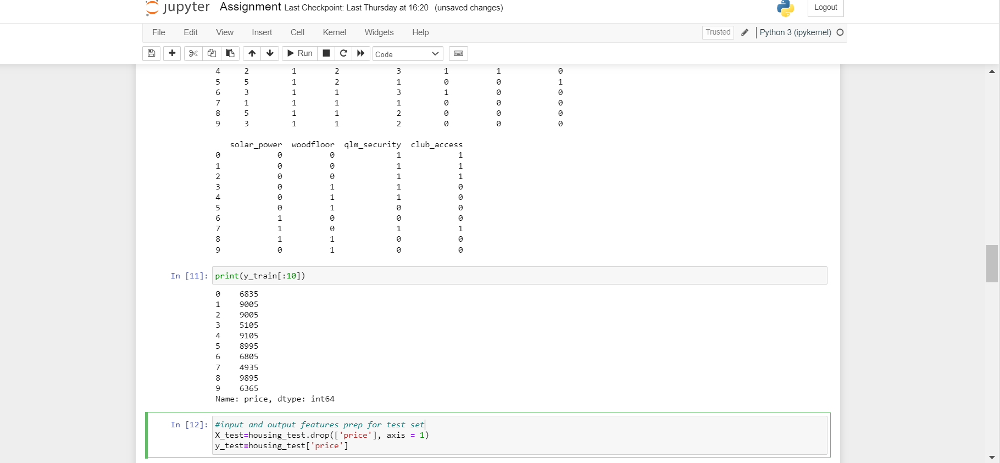 jupyter Assignment Last Checkpoint: Last Thursday at 16:20 (unsaved changes) Logout
File Edit View Insert Cell Kernel Widgets Help Trusted Python 3 (ipykernel)
Run Code
4 2 1 2 3 1 1 0
5 5 1 2 1 0 0 1
6 3 1 1 3 1 0 0
7 1 1 1 1 0 0 0
8 5 1 1 2 0 0 0
9 3 1 1 2 0 0 0
solar_power woodfloor qlm_security club_access
0 0 0 1 1
1 0 0 1 1
2 0 0 1 1
3 0 1 1 0
4 0 1 1 0
5 0 1 0 0
6 1 0 0 0
7 1 0 1 1
8 1 1 0 0
9 0 1 0 0
In [11]: print(y_train[:10])
0 6835
1 9005
2 9005
3 5105
4 9105
5 8995
6 6805
7 4935
8 9895
9 6365
Name: price, dtype: int64
In [12]: #input and output features prep for test set
X_test=housing_test.drop(['price'], axis = 1)
y_test=housing_test['price']